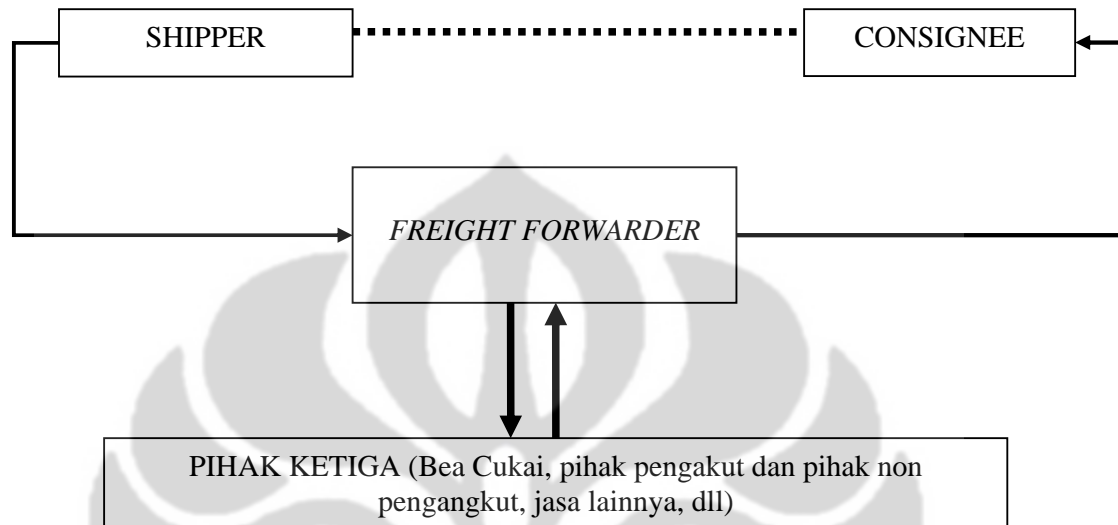 SHIPPER
CONSIGNEE
FREIGHT FORWARDER
PIHAK KETIGA (Bea Cukai, pihak pengakut dan pihak non
pengangkut, jasa lainnya, dll)